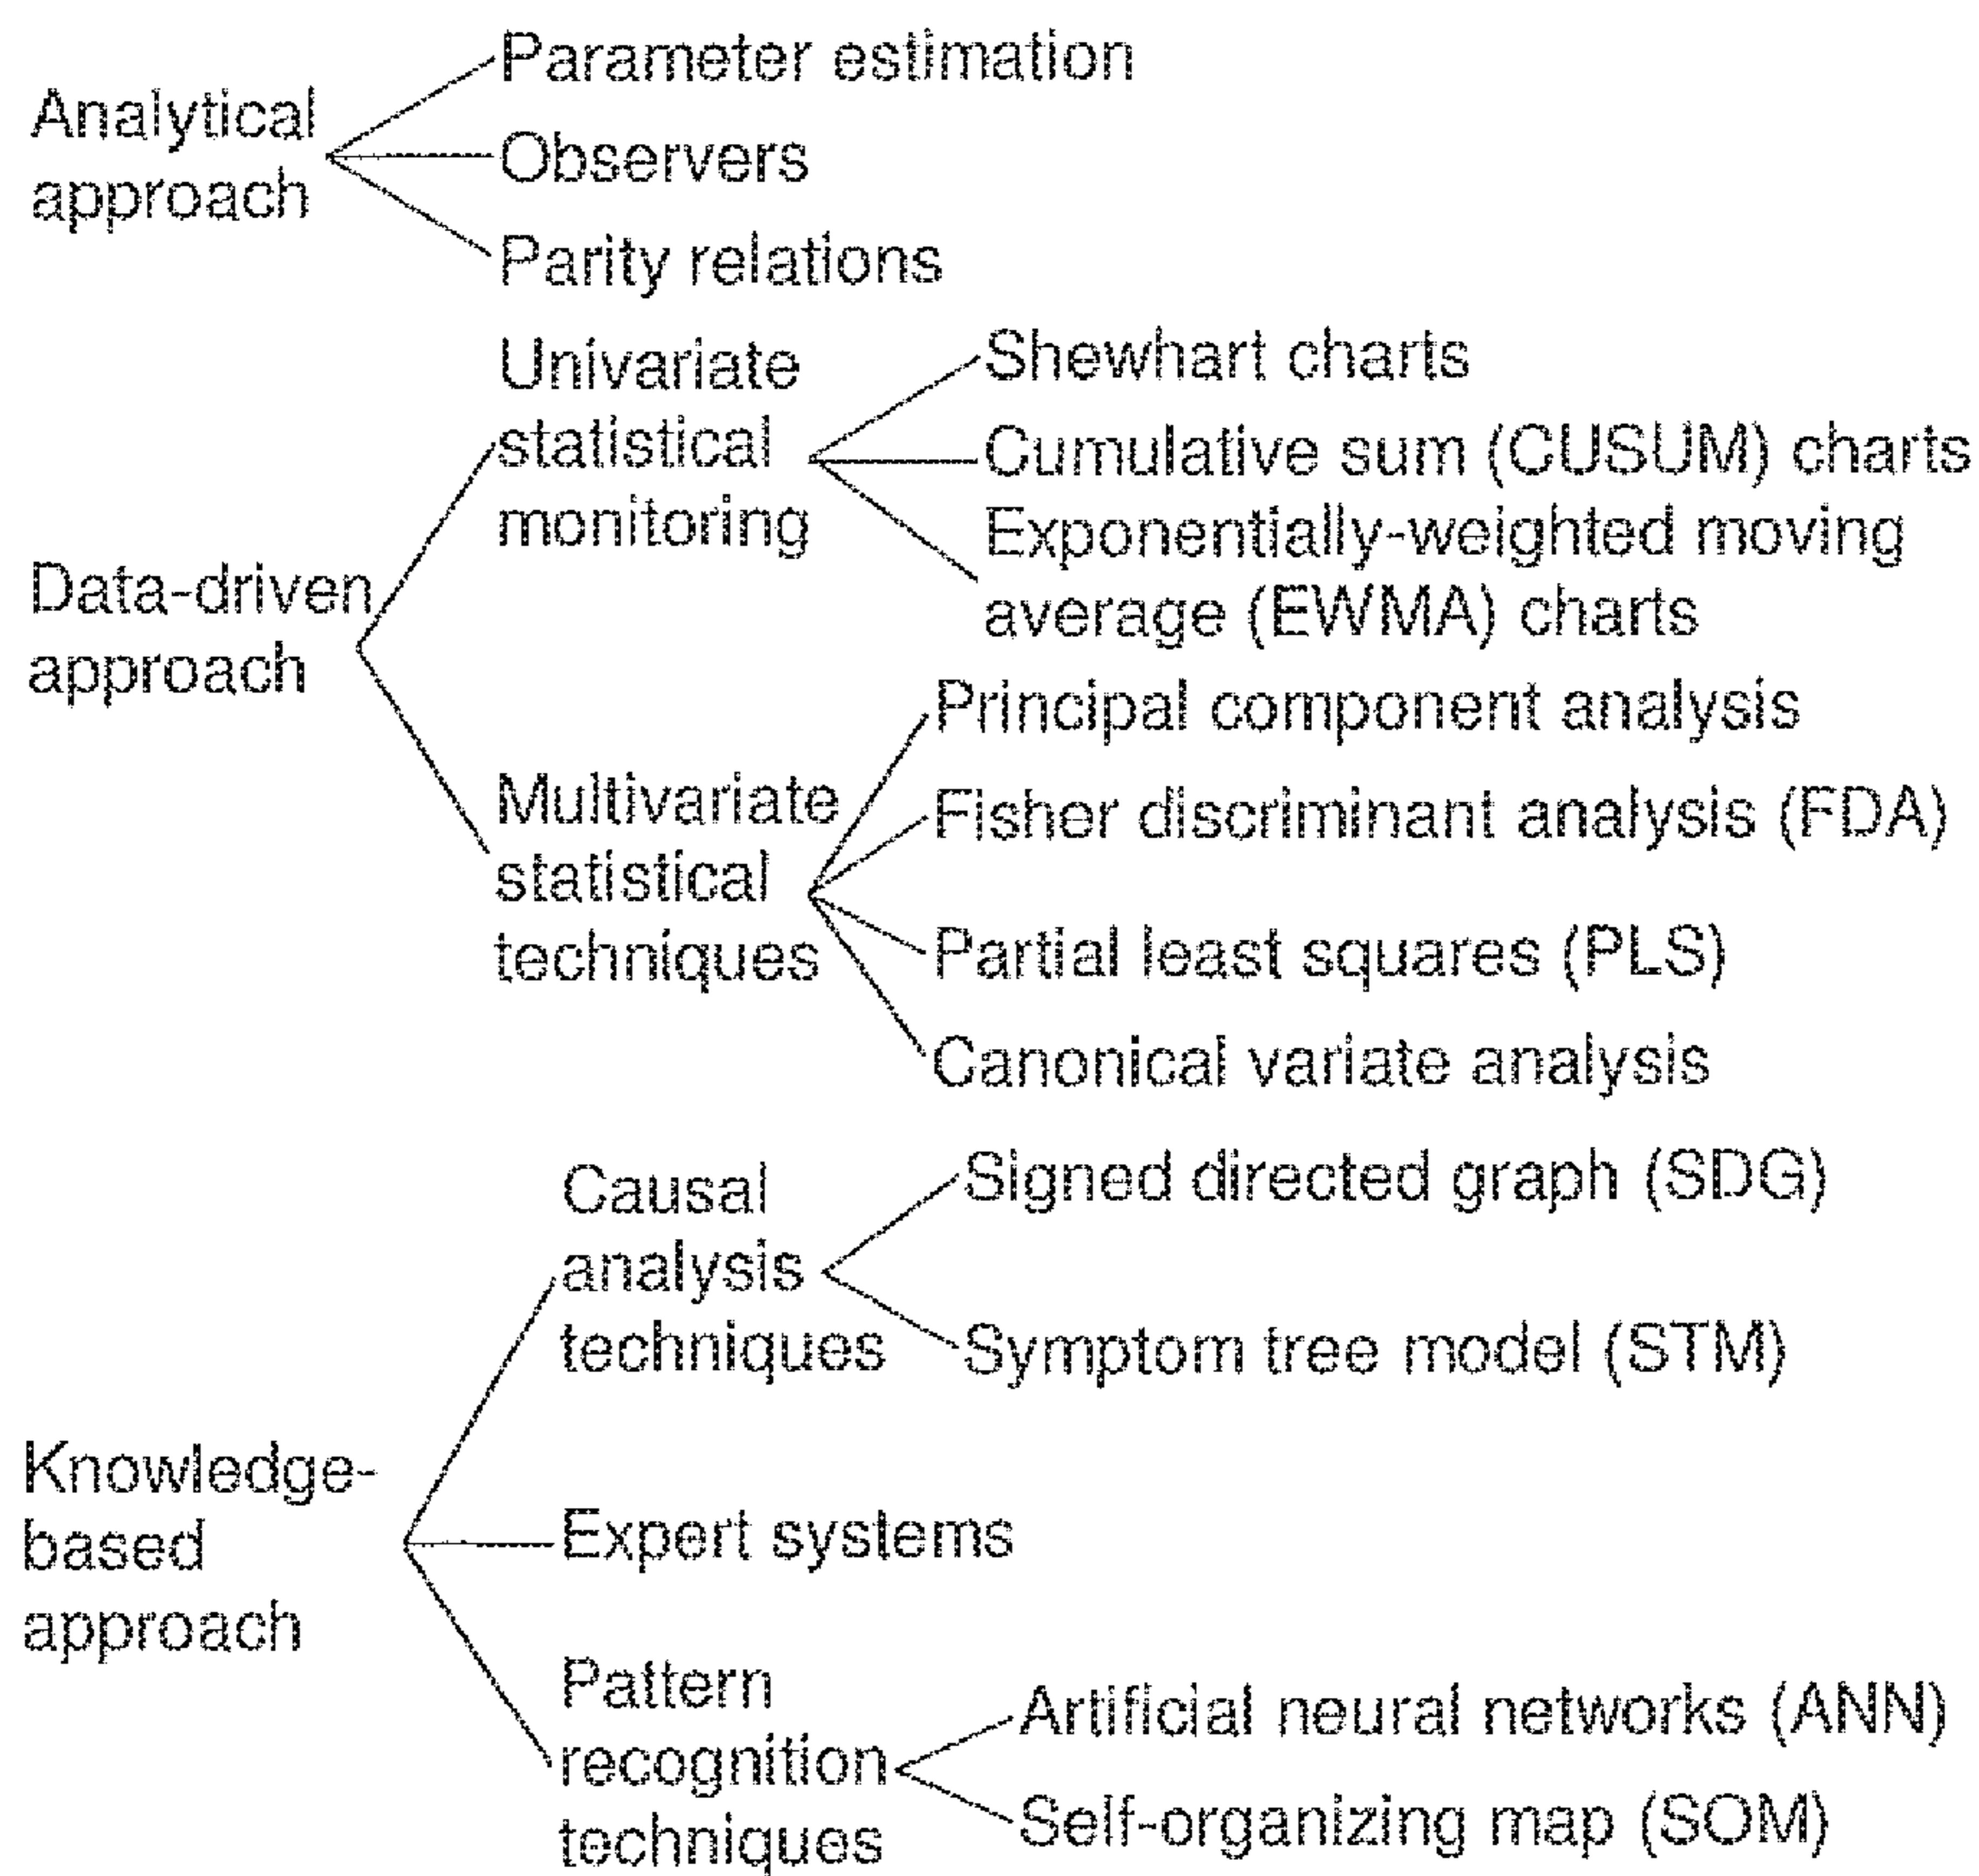 Analytical
approach
Parameter estimation
Observers
Parity relations
Data-driven
approach
Univariate
statistical
monitoring
Shewhart charts
Cumulative sum (CUSUM) charts
Exponentially-weighted moving
average (EWMA) charts
Multivariate
statistical
techniques
Principal component analysis
Fisher discriminant analysis (FDA)
Partial least squares (PLS)
Canonical variate analysis
Knowledge-
based
approach
Causal
analysis
techniques
Signed directed graph (SDG)
Symptom tree model (STM)
Expert systems
Pattern
recognition
techniques
Artificial neural networks (ANN)
Self-organizing map (SOM)